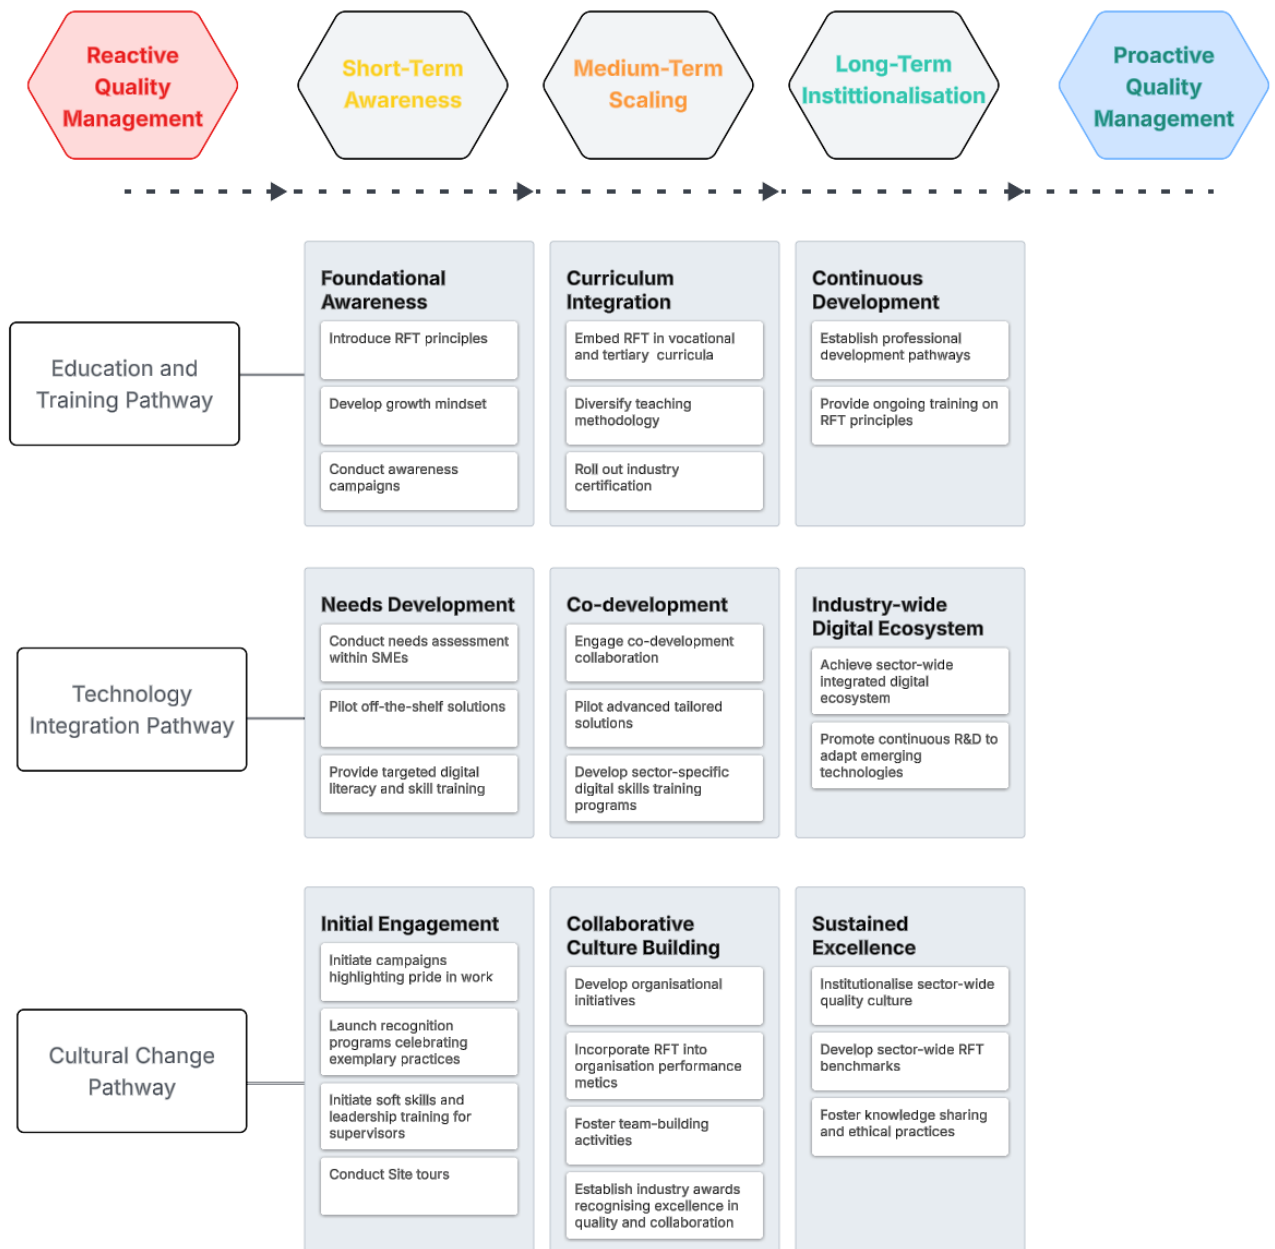 Reactive
Quality
Management
Short-Term
Awareness
Medium-Term
Scaling
Long-Term
Instittionalisation
Proactive
Quality
Management
Education and
Training Pathway
Foundational
Awareness
Introduce RFT principles
Develop growth mindset
Conduct awareness
campaigns
Curriculum
Integration
Embed RFT in vocational
and tertiary  curricula
Diversify teaching
methodology
Roll out industry
certification
Continuous
Development
Establish professional
development pathways
Provide ongoing training on
RFT principles
Technology
Integration Pathway
Needs Development
Conduct needs assessment
within SMEs
Pilot off-the-shelf solutions
Provide targeted digital
literacy and skill training
Co-development
Engage co-development
collaboration
Pilot advanced tailored
solutions
Develop sector-specific
digital skills training
programs
Industry-wide
Digital Ecosystem
Achieve sector-wide
integrated digital
ecosystem
Promote continuous R&D to
adapt emerging
technologies
Cultural Change
Pathway
Initial Engagement
Initiate campaigns
highlighting pride in work
Launch recognition
programs celebrating
exemplary practices
Initiate soft skills and
leadership training for
supervisors
Conduct Site tours
Collaborative
Culture Building
Develop organisational
initiatives
Incorporate RFT into
organisation performance
metics
Foster team-building
activities
Establish industry awards
recognising excellence in
quality and collaboration
Sustained
Excellence
Institutionalise sector-wide
quality culture
Develop sector-wide RFT
benchmarks
Foster knowledge sharing
and ethical practices